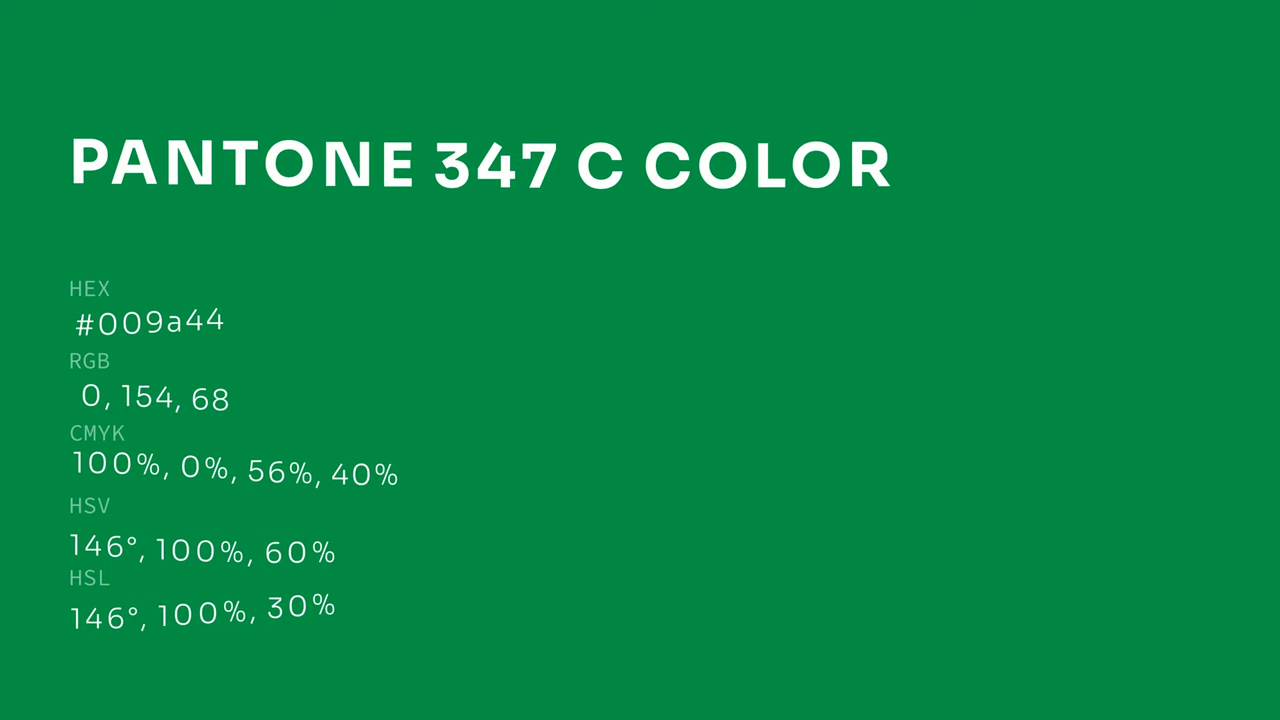 PANTONE 347 C COLOR
HEX
#009a44
RGB
0, 154, 68
CMYK
100%, 0%, 56%, 40%
HSV
146°, 100%, 60%
HSL
146°, 100%, 30%